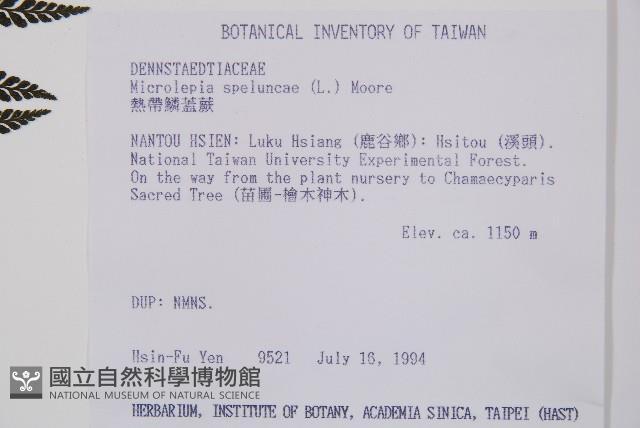 BOTANICAL INVENTORY OF TAIWAN
DENNSTAEDTIACEAE
Microlepia speluncae (L.) Moore
熱帶鱗蓋蕨
NANTOU HSIEN: Luku Hsiang (鹿谷鄉): Hsitou (溪頭).
National Taiwan University Experimental Forest.
On the way from the plant nursery to Chamaecyparis
Sacred Tree (苗圃-檜木神木).
Elev. ca. 1150 m
DUP: NMNS.
Hsin-Fu Yen 9521 July 16, 1994
國立自然科學博物館
NATIONAL MUSEUM OF NATURAL SCIENCE
HERBARIUM, INSTITUTE OF BOTANY, ACADEMIA SINICA, TAIPEI (HAST)